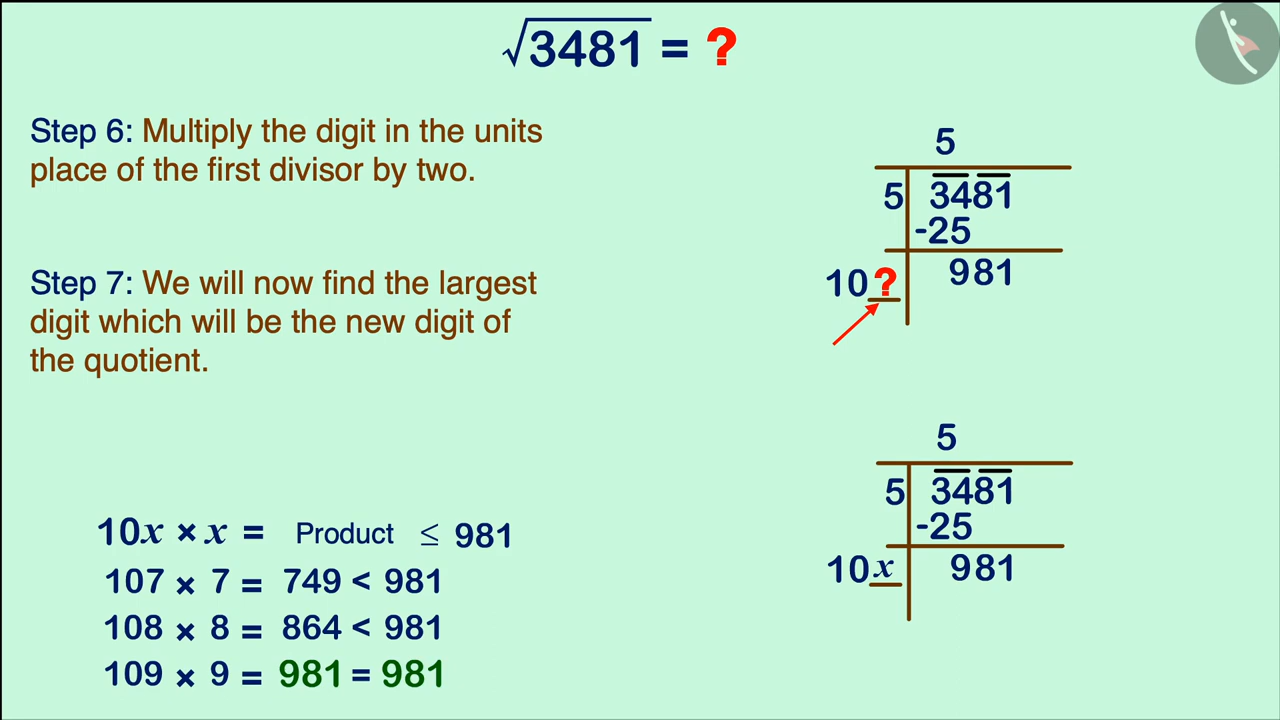 √3481 = ?
Step 6: Multiply the digit in the units
place of the first divisor by two.
Step 7: We will now find the largest
digit which will be the new digit of
the quotient.
10x × x = Product ≤ 981
107 × 7 = 749 < 981
108 × 8 = 864 < 981
109 × 9 = 981 = 981
5
5 3481
-25
10? 981
5
5 3481
-25
10x 981